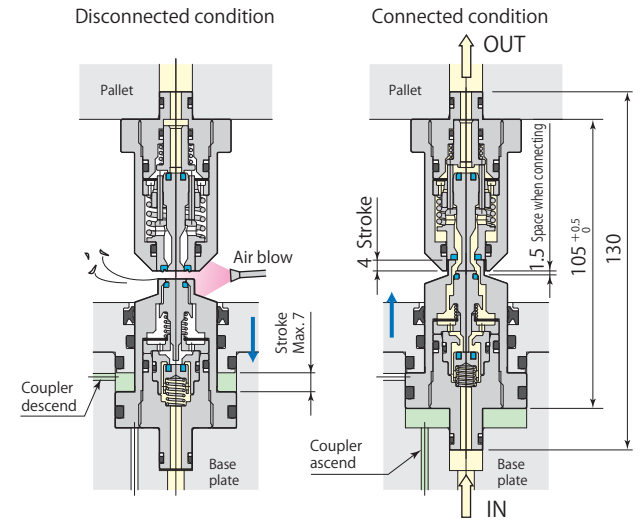 Disconnected condition
Connected condition
OUT
Pallet
Pallet
Air blow
4 Stroke
1.5 Space when connecting
105 +0.5 0
130
Stroke
Max. 7
Coupler
descend
Coupler
ascend
Base
plate
Base
plate
IN